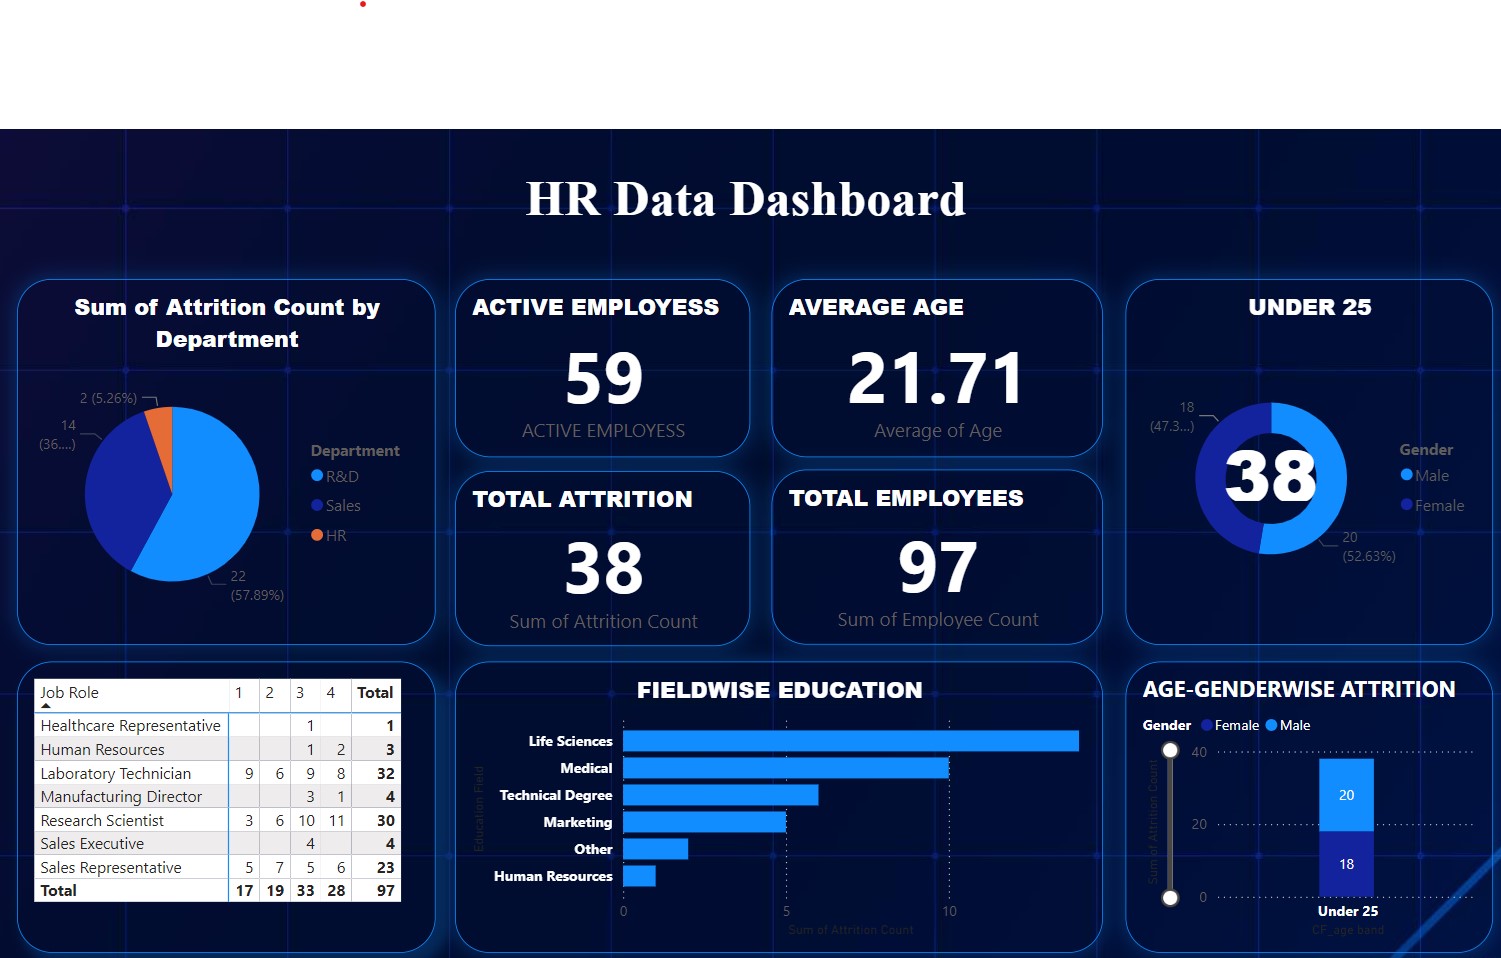 HR Data Dashboard
Sum of Attrition Count by
Department
2 (5.26%)
14
(36....)
22
(57.89%)
Department
R&D
Sales
HR
ACTIVE EMPLOYESS
59
ACTIVE EMPLOYESS
AVERAGE AGE
21.71
Average of Age
TOTAL ATTRITION
38
Sum of Attrition Count
TOTAL EMPLOYEES
97
Sum of Employee Count
UNDER 25
18
(47.3...)
38
20
(52.63%)
Gender
Male
Female
Job Role 1 2 3 4 Total
Healthcare Representative 1 1
Human Resources 1 2 3
Laboratory Technician 9 6 9 8 32
Manufacturing Director 3 1 4
Research Scientist 3 6 10 11 30
Sales Executive 4 4
Sales Representative 5 7 5 6 23
Total 17 19 33 28 97
FIELDWISE EDUCATION
Education Field
Life Sciences
Medical
Technical Degree
Marketing
Other
Human Resources
0 5 10
Sum of Attrition Count
AGE-GENDERWISE ATTRITION
Gender Female Male
Sum of Attrition Count
40
20
0
20
18
Under 25
CF_age band